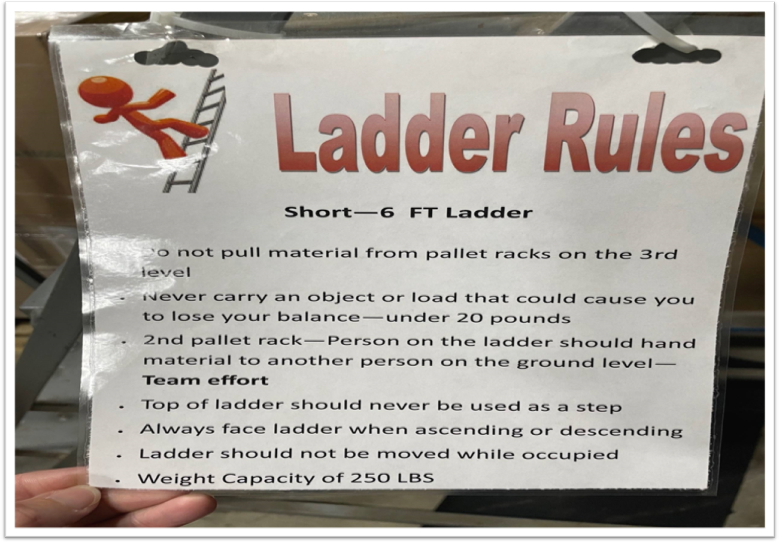 Ladder Rules
Short—6 FT Ladder
Do not pull material from pallet racks on the 3rd
level
Never carry an object or load that could cause you
to lose your balance—under 20 pounds
2nd pallet rack—Person on the ladder should hand
material to another person on the ground level—
Team effort
Top of ladder should never be used as a step
Always face ladder when ascending or descending
Ladder should not be moved while occupied
Weight Capacity of 250 LBS